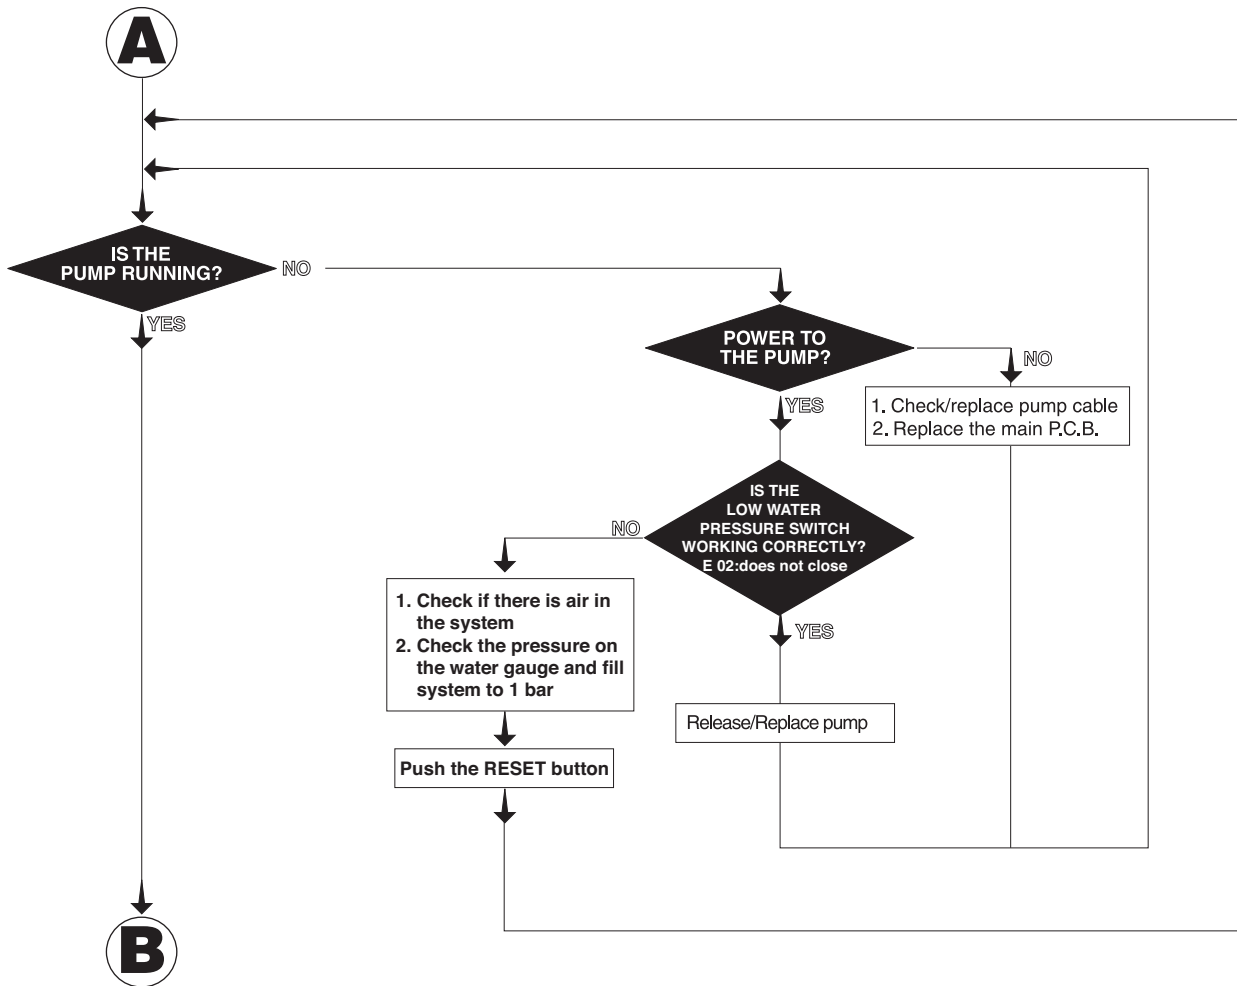 A
IS THE
PUMP RUNNING?
NO
YES
POWER TO
THE PUMP?
NO
1. Check/replace pump cable
2. Replace the main P.C.B.
YES
IS THE
LOW WATER
PRESSURE SWITCH
WORKING CORRECTLY?
E 02:does not close
NO
1. Check if there is air in
the system
2. Check the pressure on
the water gauge and fill
system to 1 bar
YES
Release/Replace pump
Push the RESET button
B